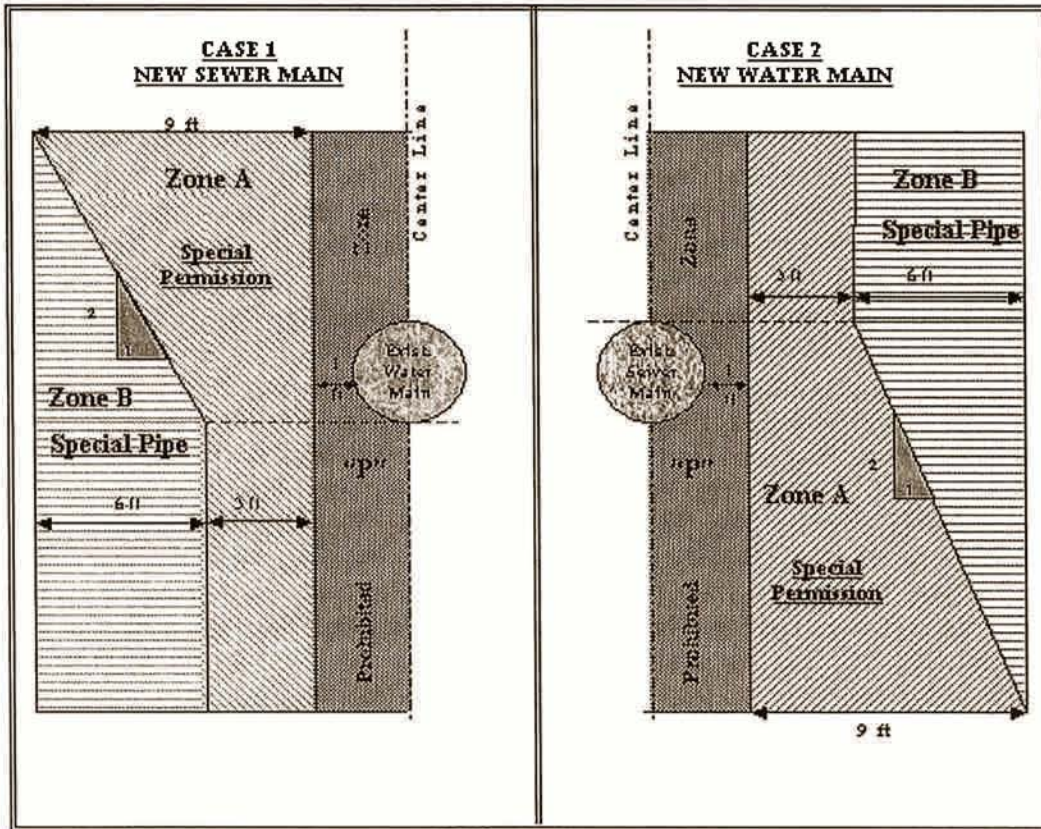 CASE 1
NEW SEWER MAIN
Center Line
9 ft
Zone A
Special
Permission
Zone
2
1
Exist.
Water
Main
1
ft
Zone B
Special Pipe
"P"
6 ft
3 ft
Prohibited
CASE 2
NEW WATER MAIN
Center Line
Zone B
Special Pipe
Zone
3 ft
6 ft
Exist.
Sewer
Main
1
ft
"P"
2
1
Zone A
Special
Permission
Prohibited
9 ft